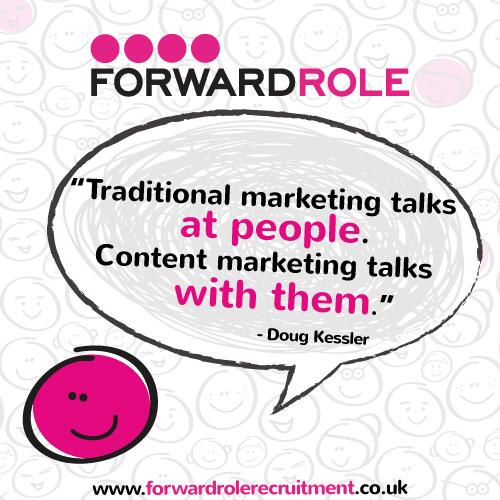 FORWARDROLE
“Traditional marketing talks
at people.
Content marketing talks
with them.”
- Doug Kessler
www.forwardrolerecruitment.co.uk